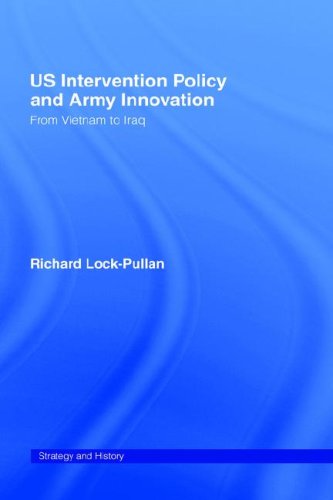 US Intervention Policy
and Army Innovation
From Vietnam to Iraq
Richard Lock-Pullan
Strategy and History